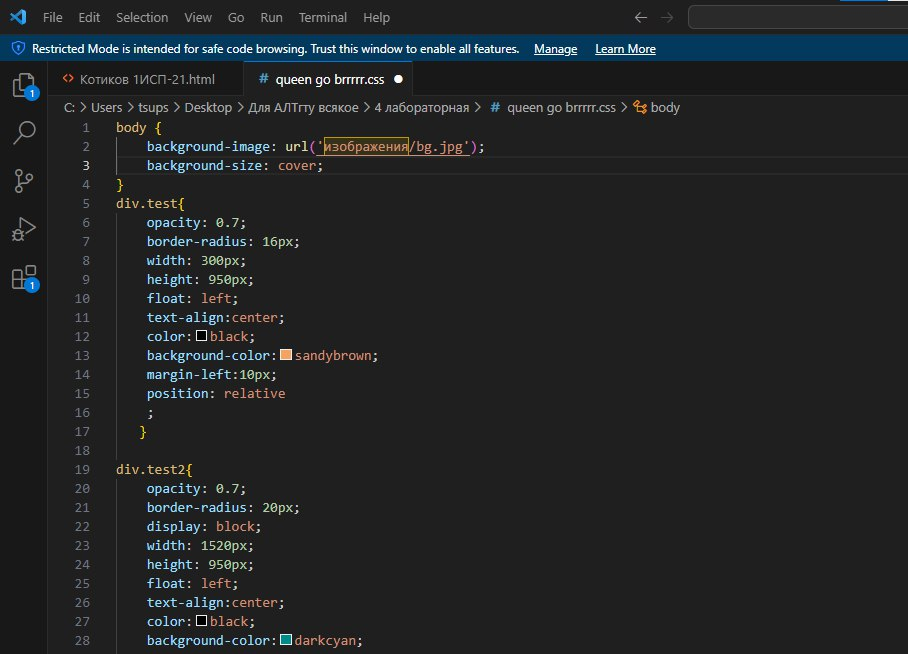 File Edit Selection View Go Run Terminal Help
Restricted Mode is intended for safe code browsing. Trust this window to enable all features. Manage Learn More
Котиков 1ИСП-21.html # queen go brrrrr.css
C: > Users > tsups > Desktop > Для АЛТгту всякое > 4 лабораторная > # queen go brrrrr.css > body
1 body {
2 background-image: url('изображения/bg.jpg');
3 background-size: cover;
4 }
5 div.test{
6 opacity: 0.7;
7 border-radius: 16px;
8 width: 300px;
9 height: 950px;
10 float: left;
11 text-align:center;
12 color: black;
13 background-color: sandybrown;
14 margin-left:10px;
15 position: relative
16 ;
17 }
18
19 div.test2{
20 opacity: 0.7;
21 border-radius: 20px;
22 display: block;
23 width: 1520px;
24 height: 950px;
25 float: left;
26 text-align:center;
27 color: black;
28 background-color: darkcyan;
1
1